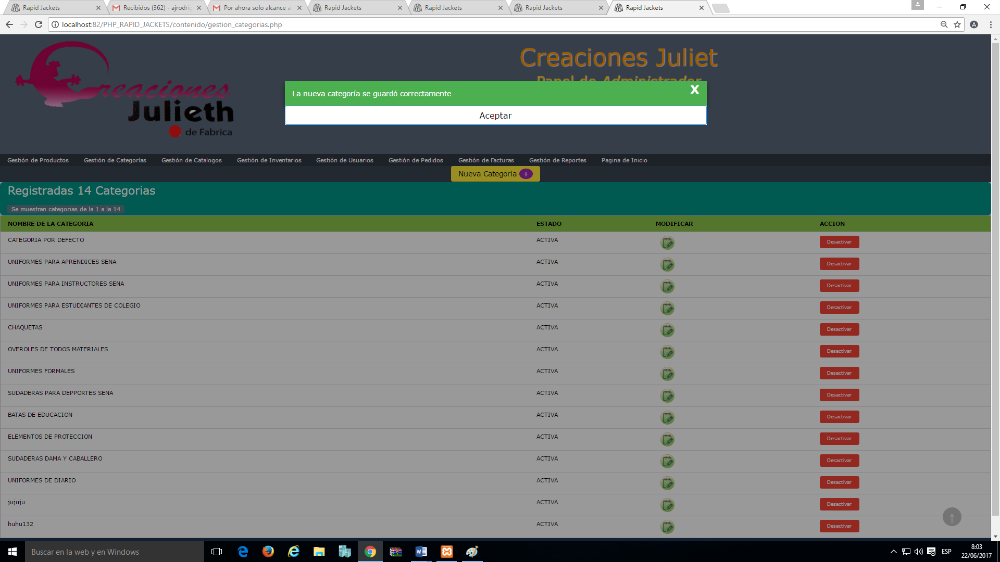 Rapid Jackets
Recibidos (362) - ajrodrig
Por ahora solo alcance a
Rapid Jackets
Rapid Jackets
Rapid Jackets
Rapid Jackets
localhost:82/PHP_RAPID_JACKETS/contenido/gestion_categorias.php
Creaciones
Julieth
de Fabrica
Creaciones Juliet
Panel de Administrador
La nueva categoría se guardó correctamente
X
Aceptar
Gestión de Productos
Gestión de Categorías
Gestión de Catalogos
Gestión de Inventarios
Gestión de Usuarios
Gestión de Pedidos
Gestión de Facturas
Gestión de Reportes
Pagina de Inicio
Nueva Categoría +
Registradas 14 Categorias
Se muestran categorias de la 1 a la 14
NOMBRE DE LA CATEGORIA ESTADO MODIFICAR ACCION
CATEGORIA POR DEFECTO ACTIVA Desactivar
UNIFORMES PARA APRENDICES SENA ACTIVA Desactivar
UNIFORMES PARA INSTRUCTORES SENA ACTIVA Desactivar
UNIFORMES PARA ESTUDIANTES DE COLEGIO ACTIVA Desactivar
CHAQUETAS ACTIVA Desactivar
OVEROLES DE TODOS MATERIALES ACTIVA Desactivar
UNIFORMES FORMALES ACTIVA Desactivar
SUDADERAS PARA DEPPORTES SENA ACTIVA Desactivar
BATAS DE EDUCACION ACTIVA Desactivar
ELEMENTOS DE PROTECCION ACTIVA Desactivar
SUDADERAS DAMA Y CABALLERO ACTIVA Desactivar
UNIFORMES DE DIARIO ACTIVA Desactivar
jujuju ACTIVA Desactivar
huhu132 ACTIVA Desactivar
Buscar en la web y en Windows
ESP
8:03
22/06/2017